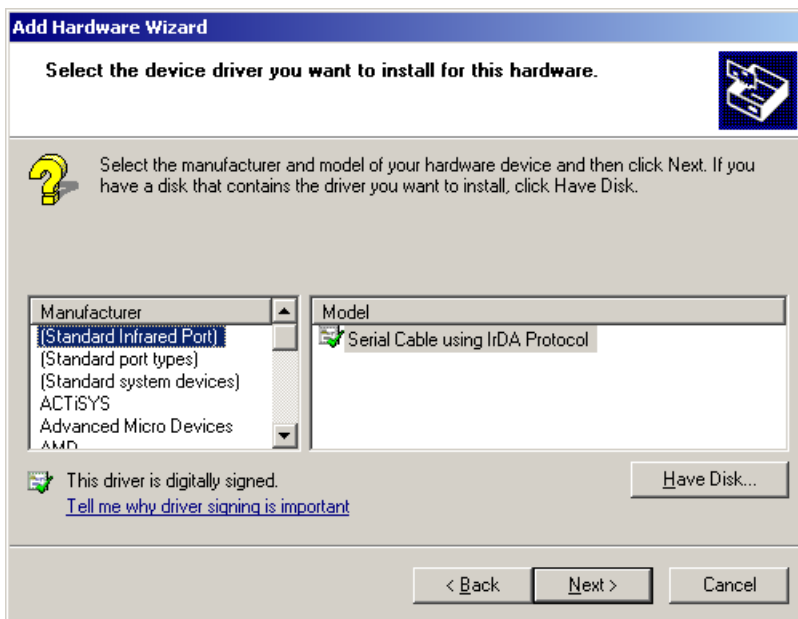 Add Hardware Wizard
Select the device driver you want to install for this hardware.
Select the manufacturer and model of your hardware device and then click Next. If you
have a disk that contains the driver you want to install, click Have Disk.
Manufacturer
(Standard Infrared Port)
(Standard port types)
(Standard system devices)
ACTiSYS
Advanced Micro Devices
AMD
Model
Serial Cable using IrDA Protocol
This driver is digitally signed.
Tell me why driver signing is important
Have Disk...
< Back
Next >
Cancel